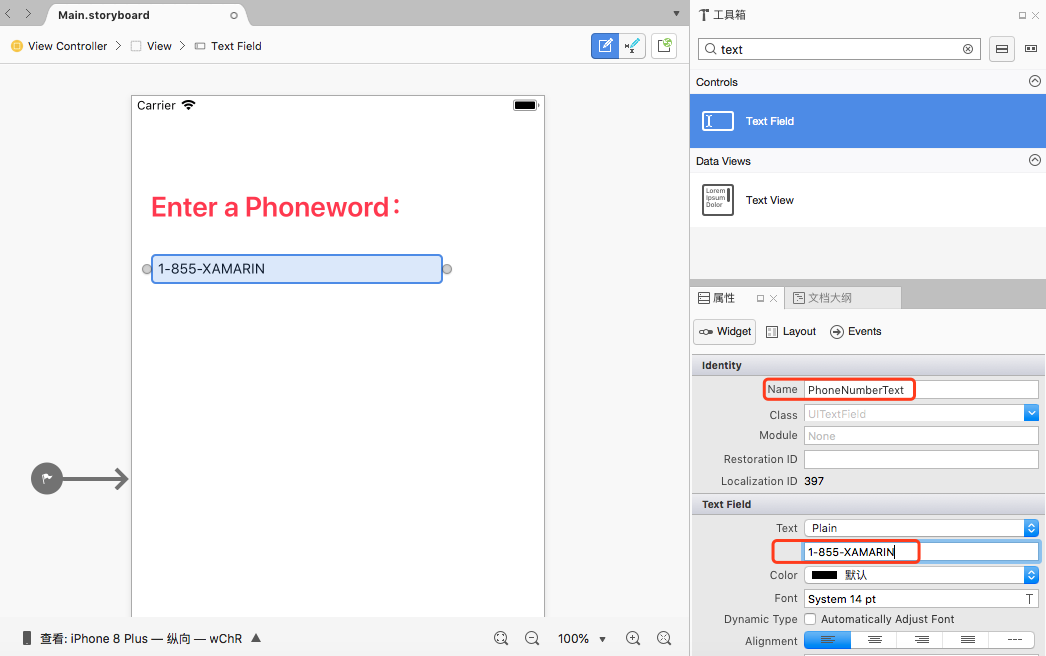 Main.storyboard
View Controller
View
Text Field
Carrier
Enter a Phoneword：
1-855-XAMARIN
查看: iPhone 8 Plus — 纵向 — wChR
100%
工具箱
text
Controls
Text Field
Data Views
Lorem
Ipsum
Dolor
Text View
属性
文档大纲
Widget
Layout
Events
Identity
Name PhoneNumberText
Class UITextField
Module None
Restoration ID
Localization ID 397
Text Field
Text Plain
1-855-XAMARIN
Color 默认
Font System 14 pt T
Dynamic Type Automatically Adjust Font
Alignment